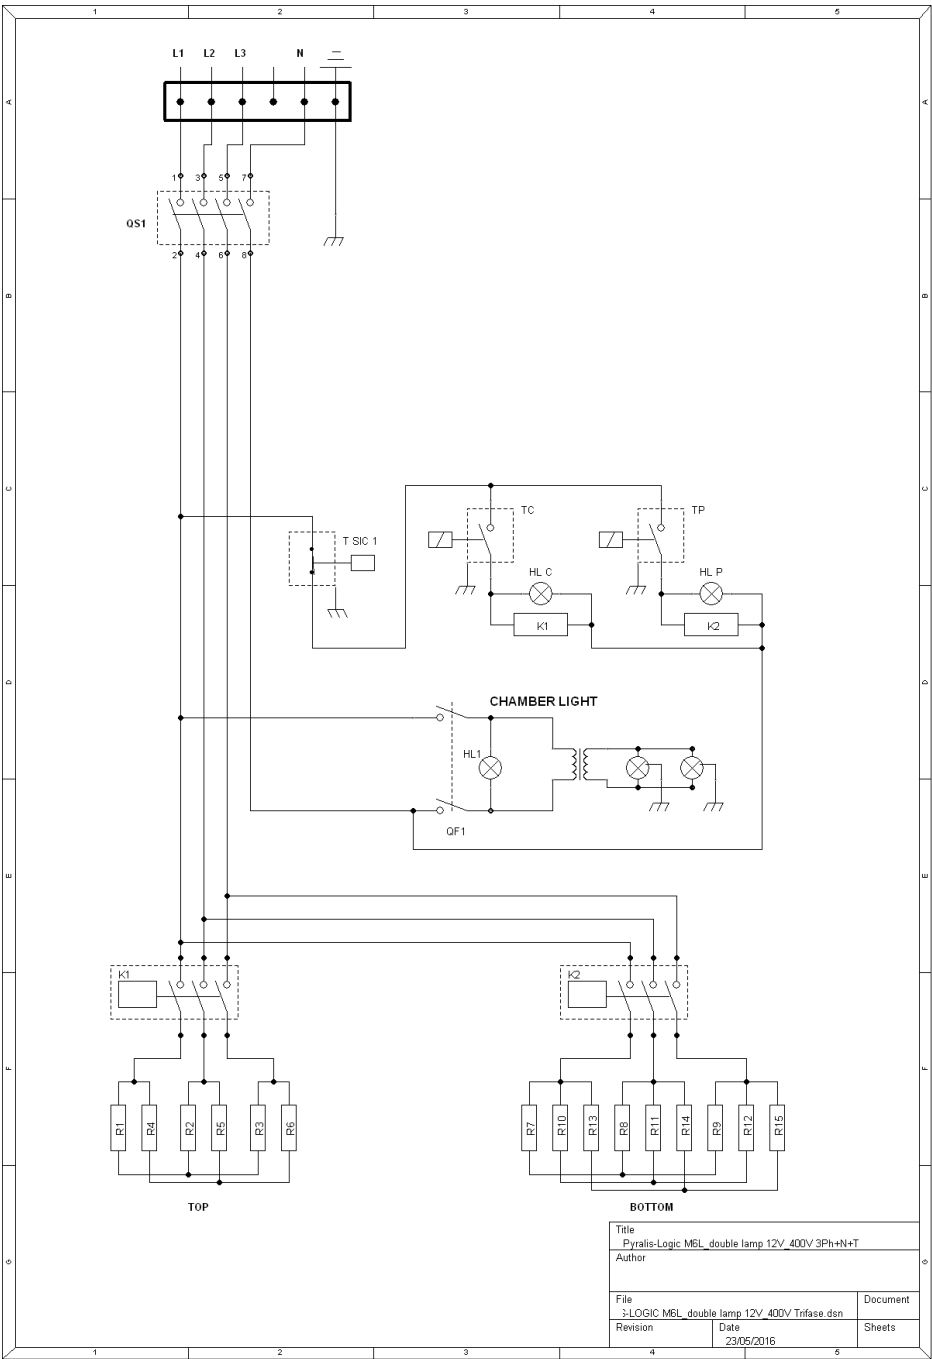 1 2 3 4 5
A A
B B
C C
D D
E E
F F
G G
L1 L2 L3 N
1 3 5 7
QS1
2 4 6 8
TC TP
T SIC 1
HL C HL P
K1 K2
CHAMBER LIGHT
HL1
QF1
K1 K2
R1 R4 R2 R5 R3 R6 R7 R10 R13 R8 R11 R14 R9 R12 R15
TOP BOTTOM
Title
Pyralis-Logic M6L_double lamp 12V_400V 3Ph+N+T
Author
File Document
-LOGIC M6L_double lamp 12V_400V Trifase.dsn
Revision Date Sheets
23/05/2016
1 2 3 4 5